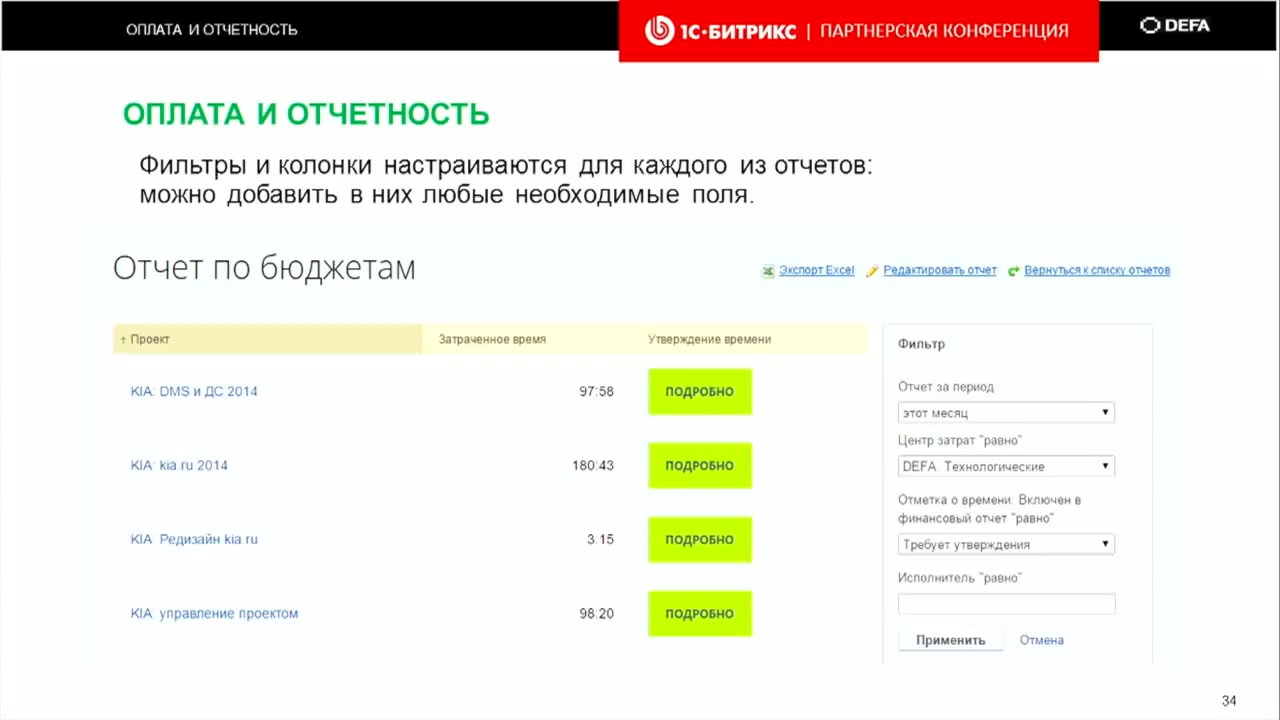 ОПЛАТА И ОТЧЕТНОСТЬ
1С-БИТРИКС | ПАРТНЕРСКАЯ КОНФЕРЕНЦИЯ
DEFA
ОПЛАТА И ОТЧЕТНОСТЬ
Фильтры и колонки настраиваются для каждого из отчетов:
можно добавить в них любые необходимые поля.
Отчет по бюджетам
Экспорт Excel
Редактировать отчет
Вернуться к списку отчетов
↑ Проект
Затраченное время
Утверждение времени
KIA: DMS и ДС 2014
97:58
ПОДРОБНО
KIA: kia.ru 2014
180:43
ПОДРОБНО
KIA: Редизайн kia.ru
3:15
ПОДРОБНО
KIA: управление проектом
98:20
ПОДРОБНО
Фильтр
Отчет за период
этот месяц
Центр затрат "равно"
DEFA Технологические
Отметка о времени: Включен в
финансовый отчет "равно"
Требует утверждения
Исполнитель "равно"
Применить
Отмена
34